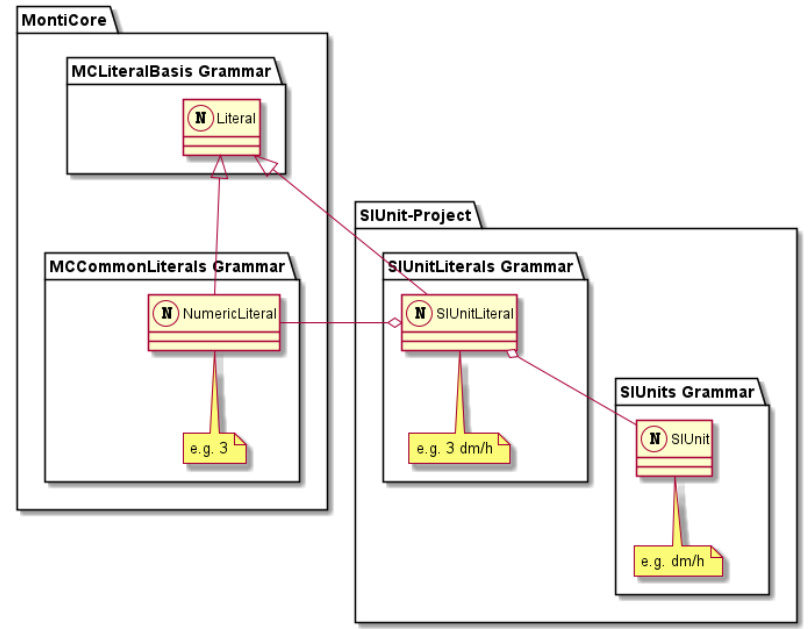 MontiCore
MCLiteralBasis Grammar
N Literal
SIUnit-Project
MCCommonLiterals Grammar
SIUnitLiterals Grammar
N NumericLiteral
N SIUnitLiteral
SIUnits Grammar
N SIUnit
e.g. 3
e.g. 3 dm/h
e.g. dm/h